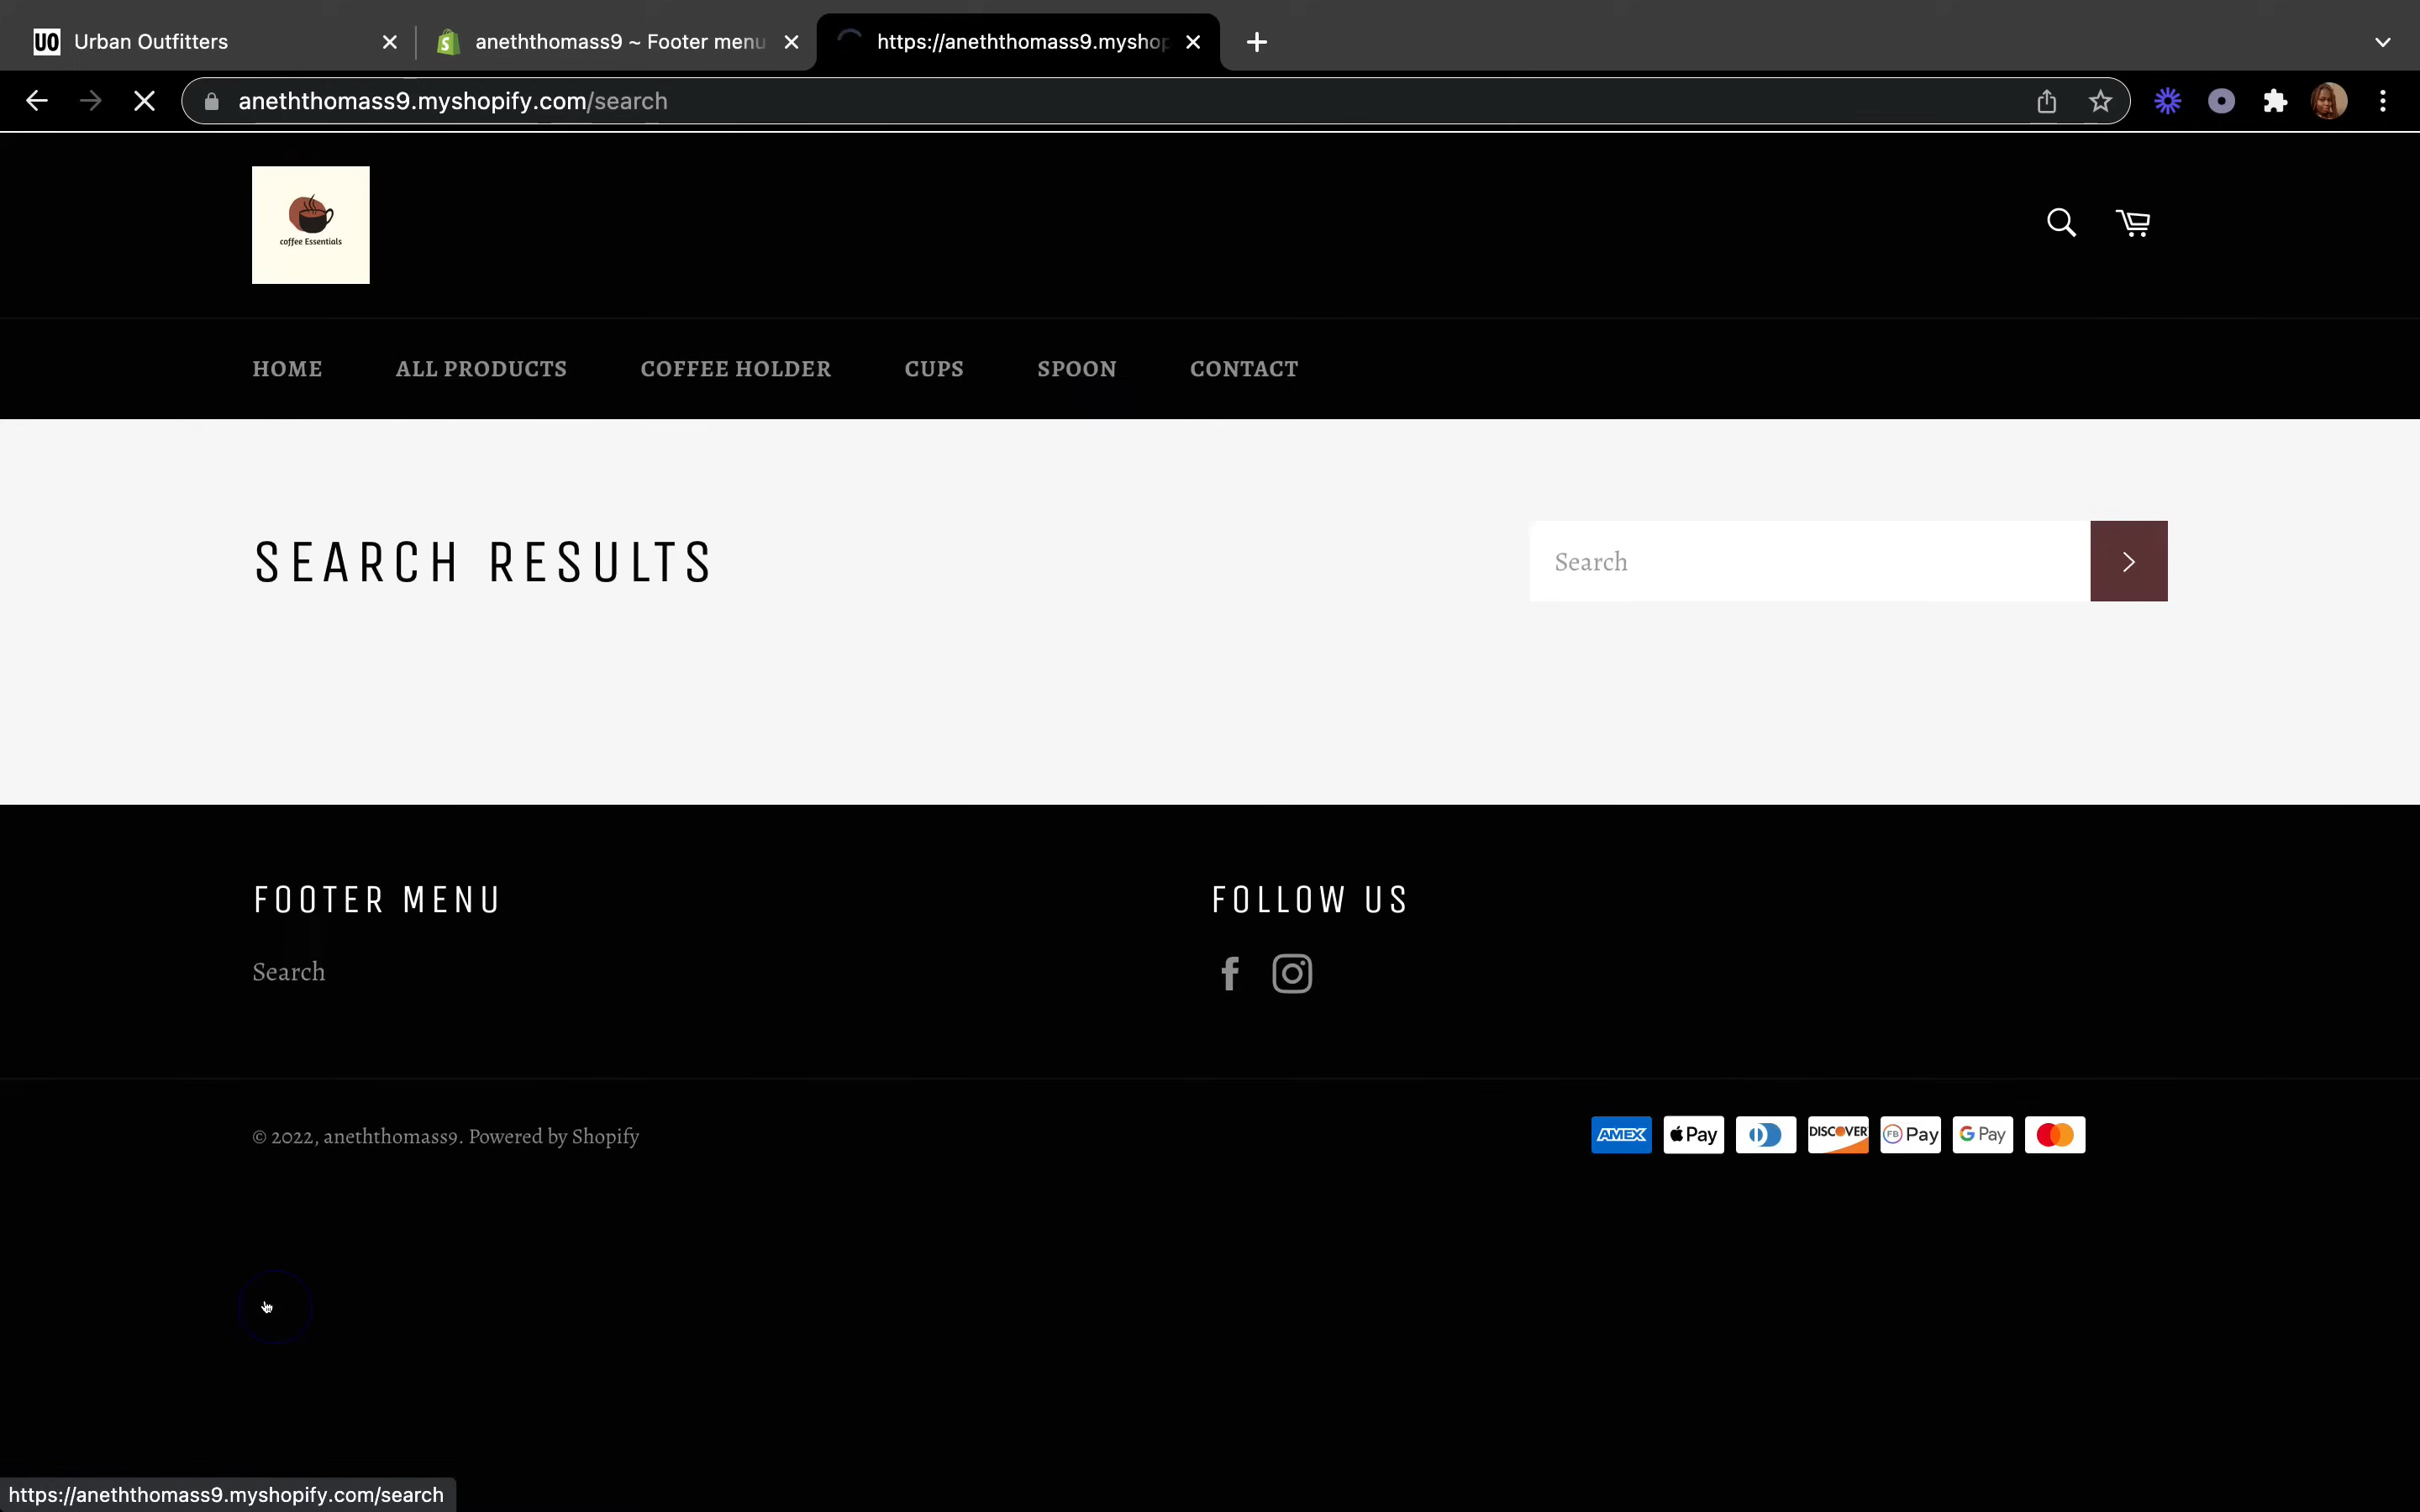 UO Urban Outfitters
aneththomass9 ~ Footer menu
https://aneththomass9.myshop
aneththomass9.myshopify.com/search
coffee Essentials
HOME ALL PRODUCTS COFFEE HOLDER CUPS SPOON CONTACT
SEARCH RESULTS
Search
FOOTER MENU
FOLLOW US
Search
© 2022, aneththomass9. Powered by Shopify
AMEX Pay DISCOVER FB Pay G Pay
https://aneththomass9.myshopify.com/search